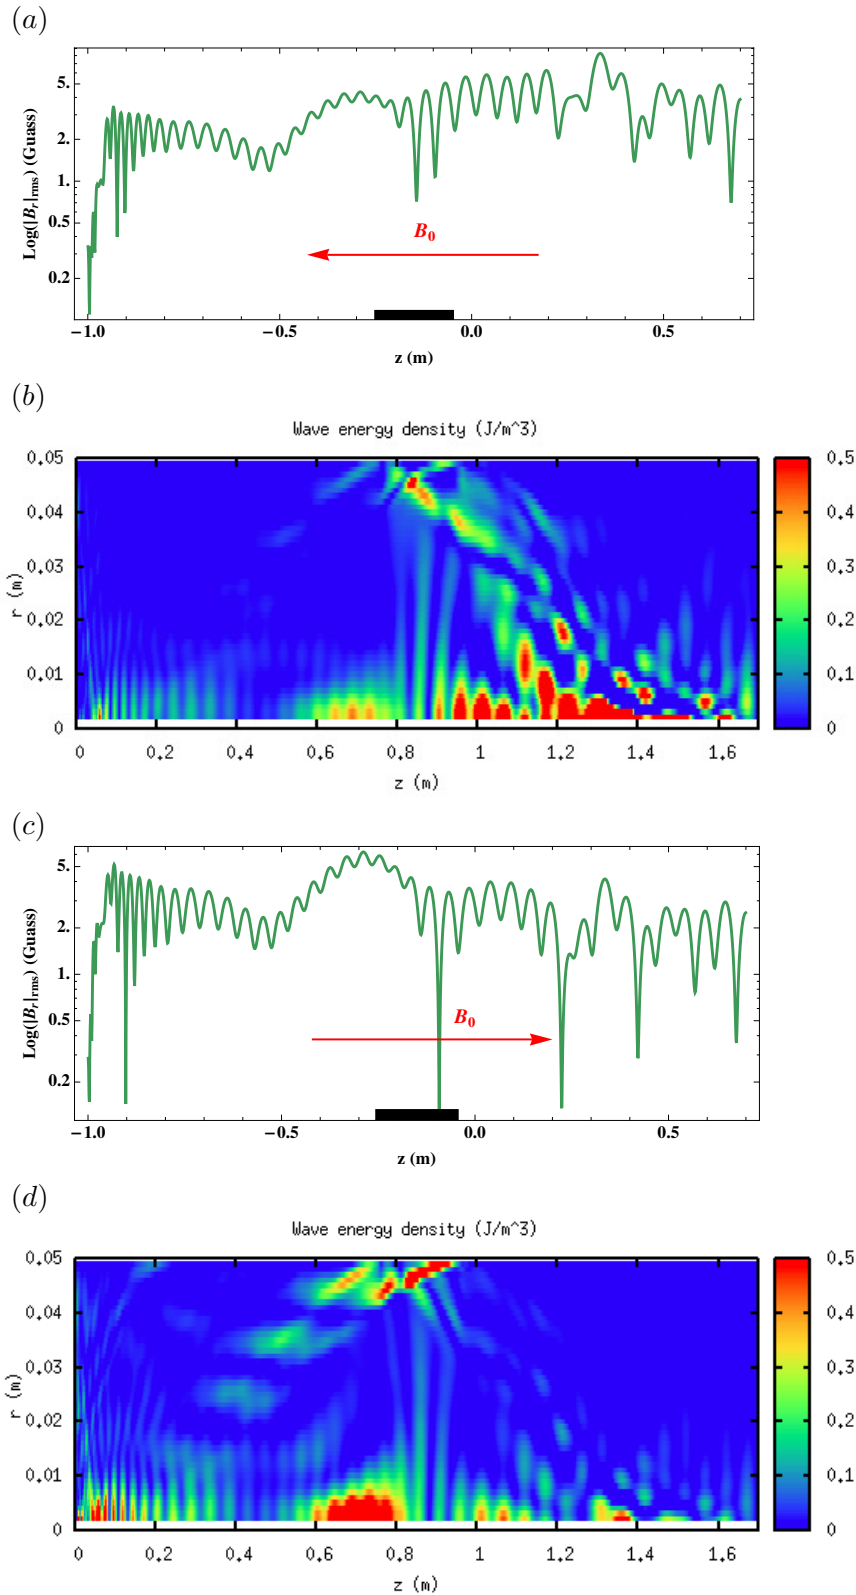 (a)
Log(|B_r|_rms) (Guass)
5.
2.
1.
0.5
0.2
B_0
−1.0 −0.5 0.0 0.5
z (m)
(b)
Wave energy density (J/m^3)
r (m)
0.05
0.04
0.03
0.02
0.01
0
0 0.2 0.4 0.6 0.8 1 1.2 1.4 1.6
z (m)
0.5
0.4
0.3
0.2
0.1
0
(c)
Log(|B_r|_rms) (Guass)
5.
2.
1.
0.5
0.2
B_0
−1.0 −0.5 0.0 0.5
z (m)
(d)
Wave energy density (J/m^3)
r (m)
0.05
0.04
0.03
0.02
0.01
0
0 0.2 0.4 0.6 0.8 1 1.2 1.4 1.6
z (m)
0.5
0.4
0.3
0.2
0.1
0